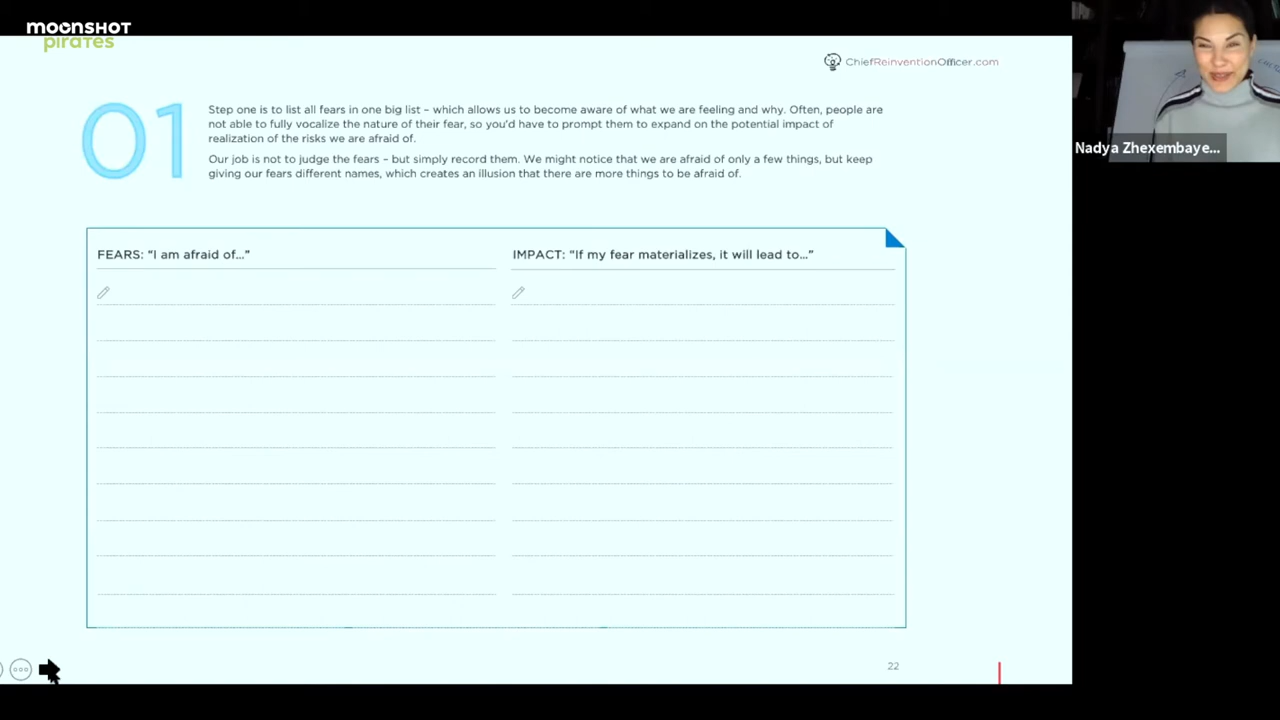 moonshot
pirates
ChiefReinventionOfficer.com
01
Step one is to list all fears in one big list – which allows us to become aware of what we are feeling and why. Often, people are
not able to fully vocalize the nature of their fear, so you'd have to prompt them to expand on the potential impact of
realization of the risks we are afraid of.
Our job is not to judge the fears – but simply record them. We might notice that we are afraid of only a few things, but keep
giving our fears different names, which creates an illusion that there are more things to be afraid of.
FEARS: “I am afraid of...”
IMPACT: “If my fear materializes, it will lead to...”
22
Nadya Zhexembaye...